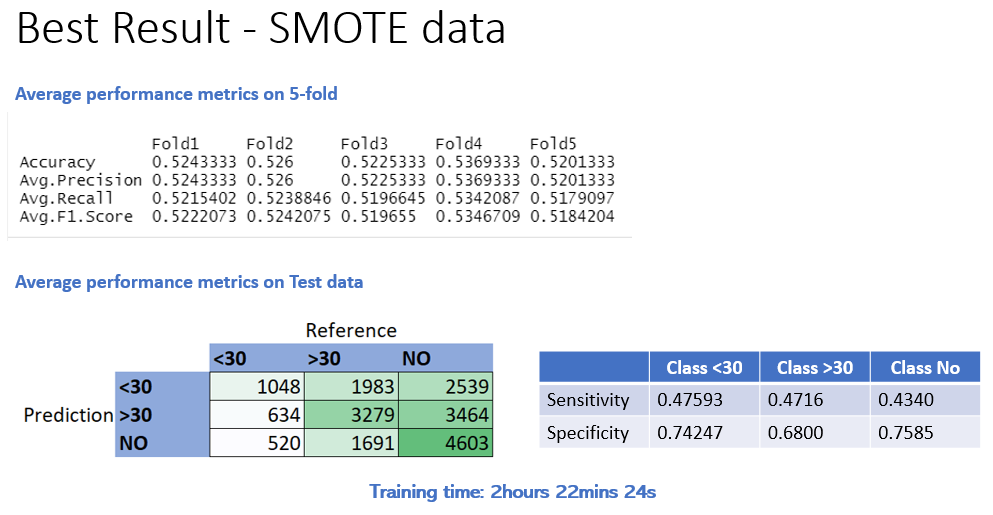 Best Result - SMOTE data
Average performance metrics on 5-fold
Fold1 Fold2 Fold3 Fold4 Fold5
Accuracy 0.5243333 0.526 0.5225333 0.5369333 0.5201333
Avg.Precision 0.5243333 0.526 0.5225333 0.5369333 0.5201333
Avg.Recall 0.5215402 0.5238846 0.5196645 0.5342087 0.5179097
Avg.F1.Score 0.5222073 0.5242075 0.519655 0.5346709 0.5184204
Average performance metrics on Test data
Reference
<30 >30 NO
<30 1048 1983 2539
Prediction >30 634 3279 3464
NO 520 1691 4603
Class <30 Class >30 Class No
Sensitivity 0.47593 0.4716 0.4340
Specificity 0.74247 0.6800 0.7585
Training time: 2hours 22mins 24s